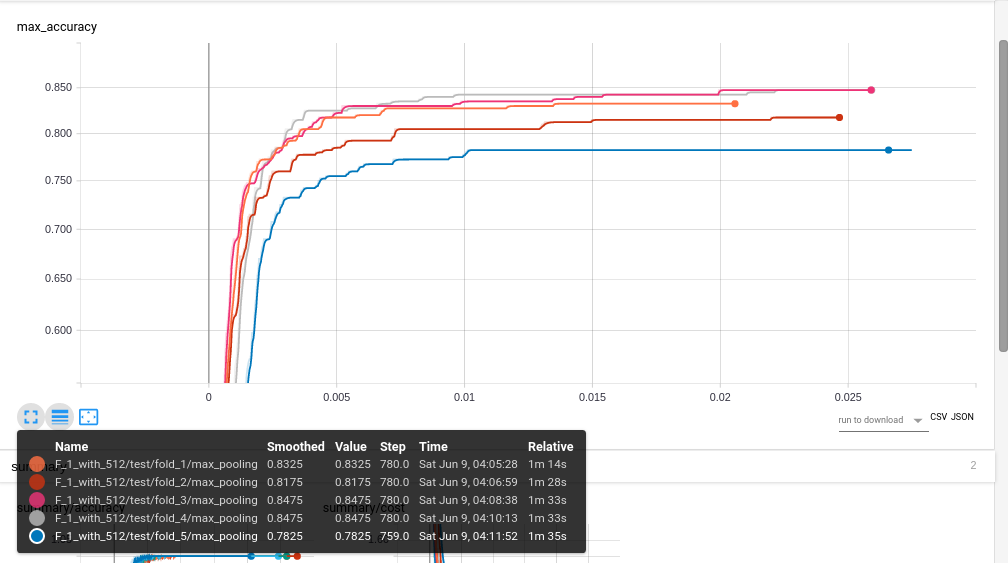 max_accuracy
0.850
0.800
0.750
0.700
0.650
0.600
0 0.005 0.01 0.015 0.02 0.025
run to download CSV JSON
Name Smoothed Value Step Time Relative
F_1_with_512/test/fold_1/max_pooling 0.8325 0.8325 780.0 Sat Jun 9, 04:05:28 1m 14s
F_1_with_512/test/fold_2/max_pooling 0.8175 0.8175 780.0 Sat Jun 9, 04:06:59 1m 28s
F_1_with_512/test/fold_3/max_pooling 0.8475 0.8475 780.0 Sat Jun 9, 04:08:38 1m 33s
F_1_with_512/test/fold_4/max_pooling 0.8475 0.8475 780.0 Sat Jun 9, 04:10:13 1m 33s
F_1_with_512/test/fold_5/max_pooling 0.7825 0.7825 759.0 Sat Jun 9, 04:11:52 1m 35s
summary 2
summary/accuracy summary/cost